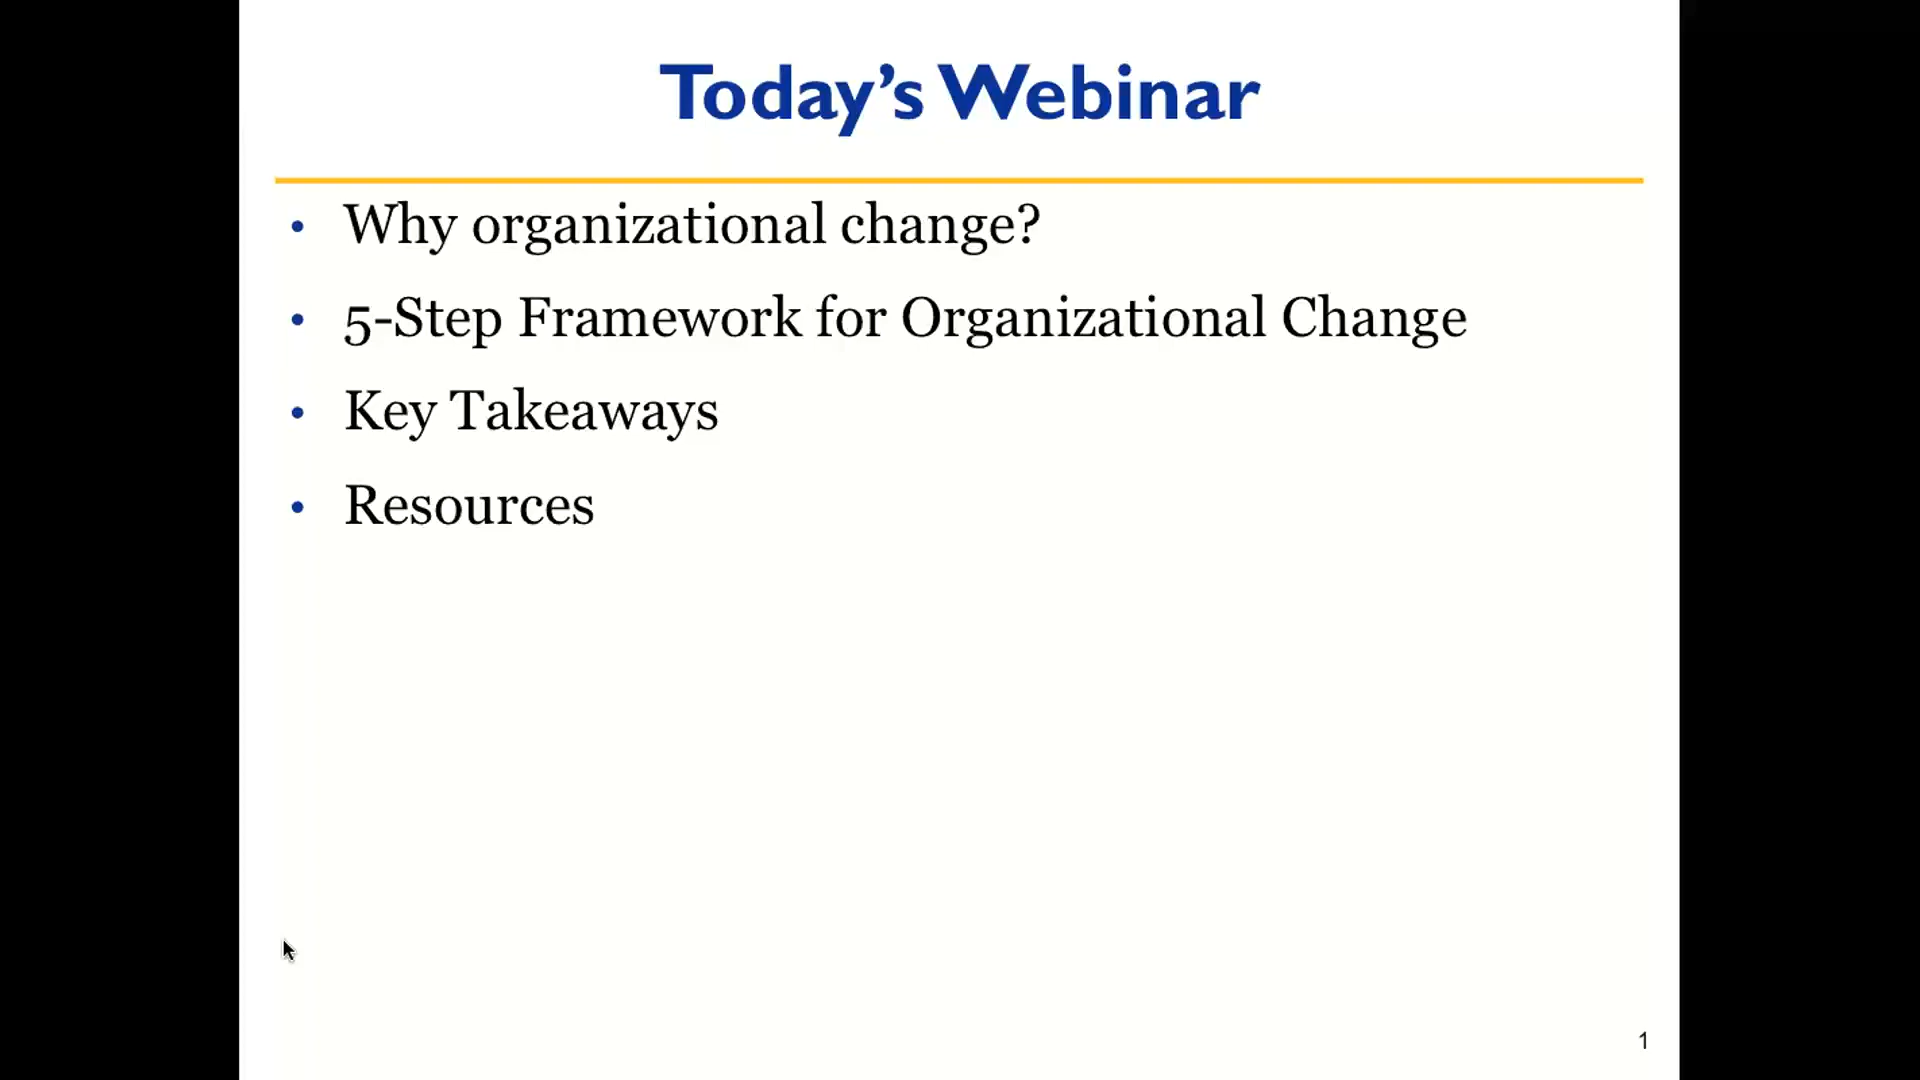 Today’s Webinar
• Why organizational change?
• 5-Step Framework for Organizational Change
• Key Takeaways
• Resources
1